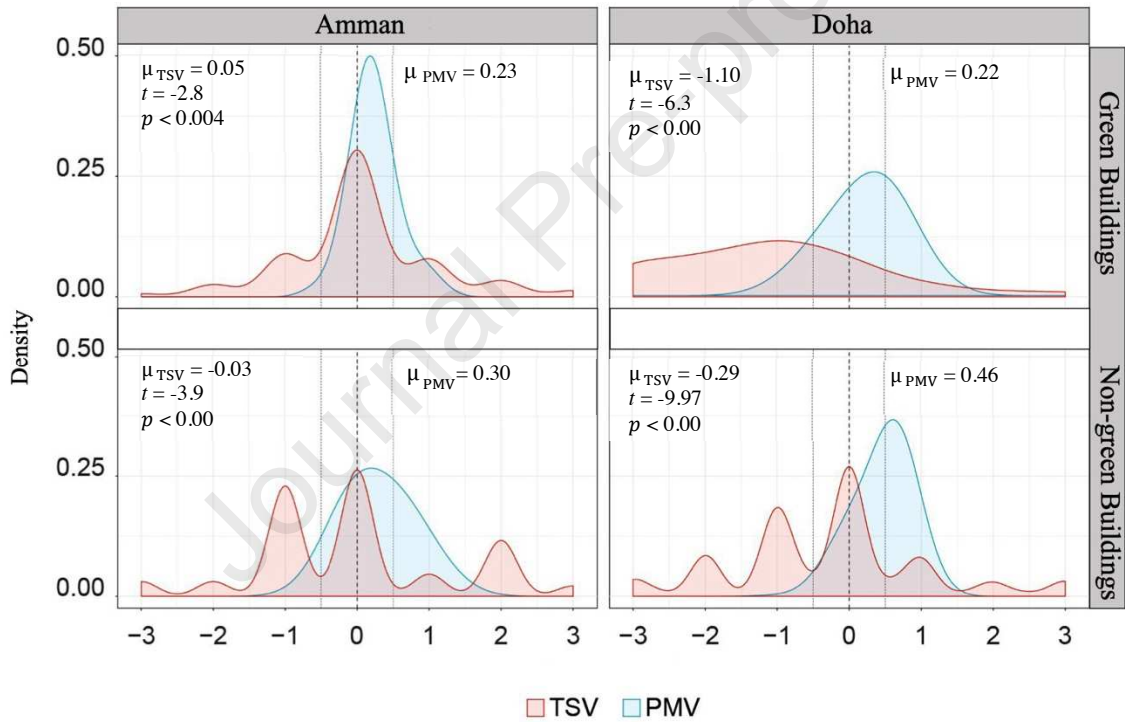 Amman
Doha
Journal Pre-pro
0.50
0.25
0.00
μ TSV = 0.05
t = -2.8
p < 0.004
μ PMV = 0.23
μ TSV = -1.10
t = -6.3
p < 0.00
μ PMV = 0.22
Green Buildings
Density
0.50
0.25
0.00
μ TSV = -0.03
t = -3.9
p < 0.00
μ PMV = 0.30
μ TSV = -0.29
t = -9.97
p < 0.00
μ PMV = 0.46
Non-green Buildings
−3 −2 −1 0 1 2 3
−3 −2 −1 0 1 2 3
TSV PMV